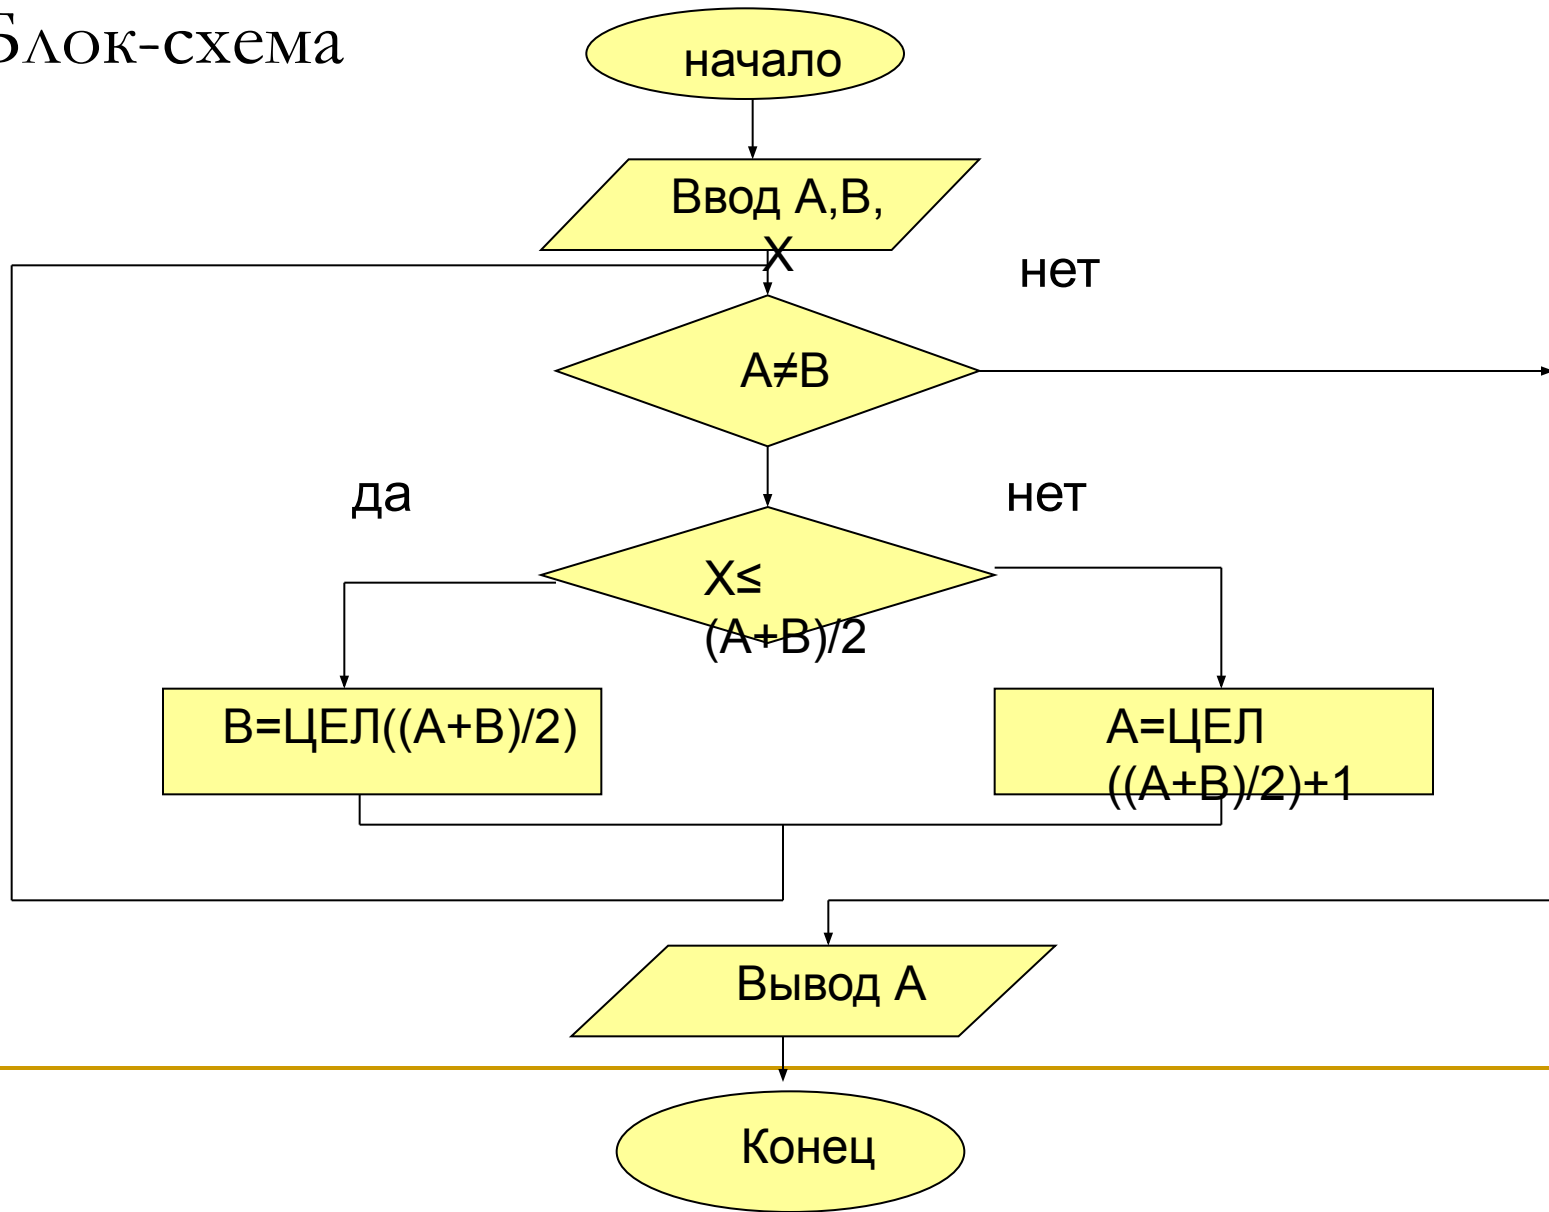 Блок-схема
начало
Ввод А,В,
Х
нет
А≠В
да
нет
Х≤
(А+В)/2
В=ЦЕЛ((А+В)/2)
А=ЦЕЛ
((А+В)/2)+1
Вывод А
Конец